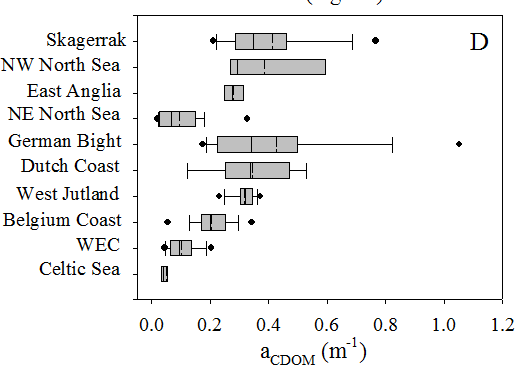 Skagerrak
D
NW North Sea
East Anglia
NE North Sea
German Bight
Dutch Coast
West Jutland
Belgium Coast
WEC
Celtic Sea
0.0 0.2 0.4 0.6 0.8 1.0 1.2
aCDOM (m-1)